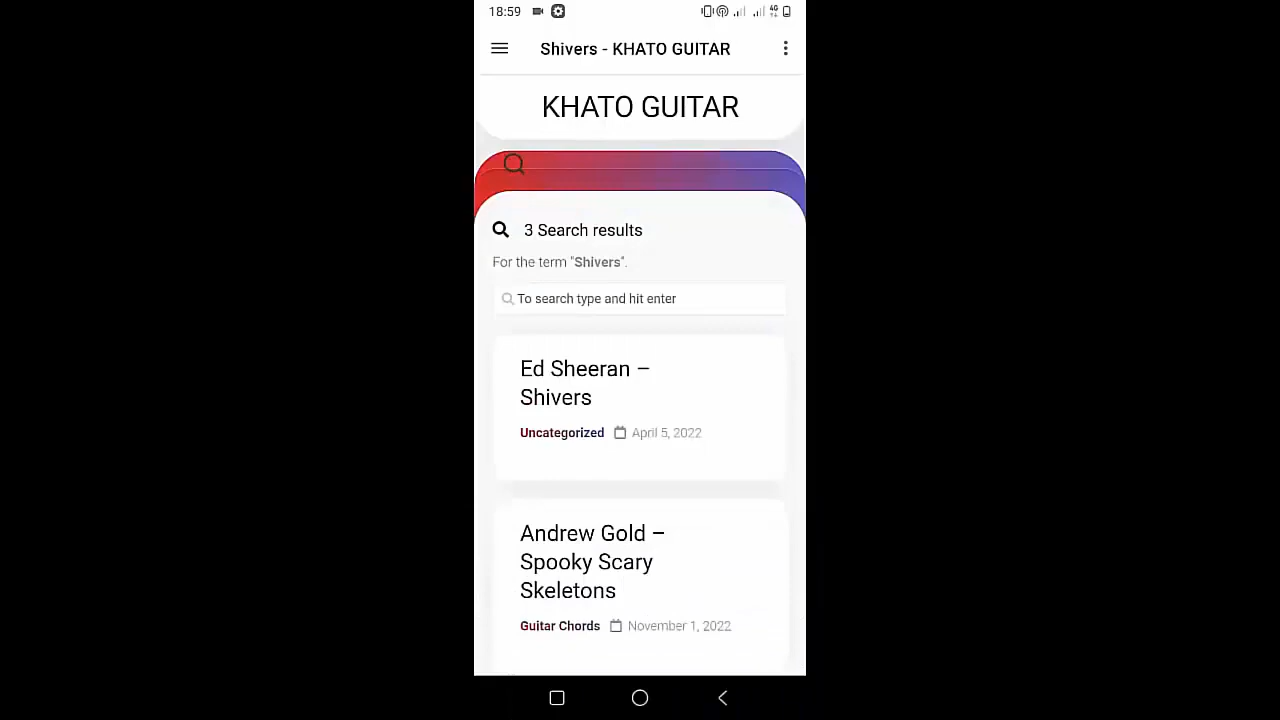 18:59
4G
Shivers - KHATO GUITAR
KHATO GUITAR
3 Search results
For the term "Shivers".
To search type and hit enter
Ed Sheeran –
Shivers
Uncategorized April 5, 2022
Andrew Gold –
Spooky Scary
Skeletons
Guitar Chords November 1, 2022